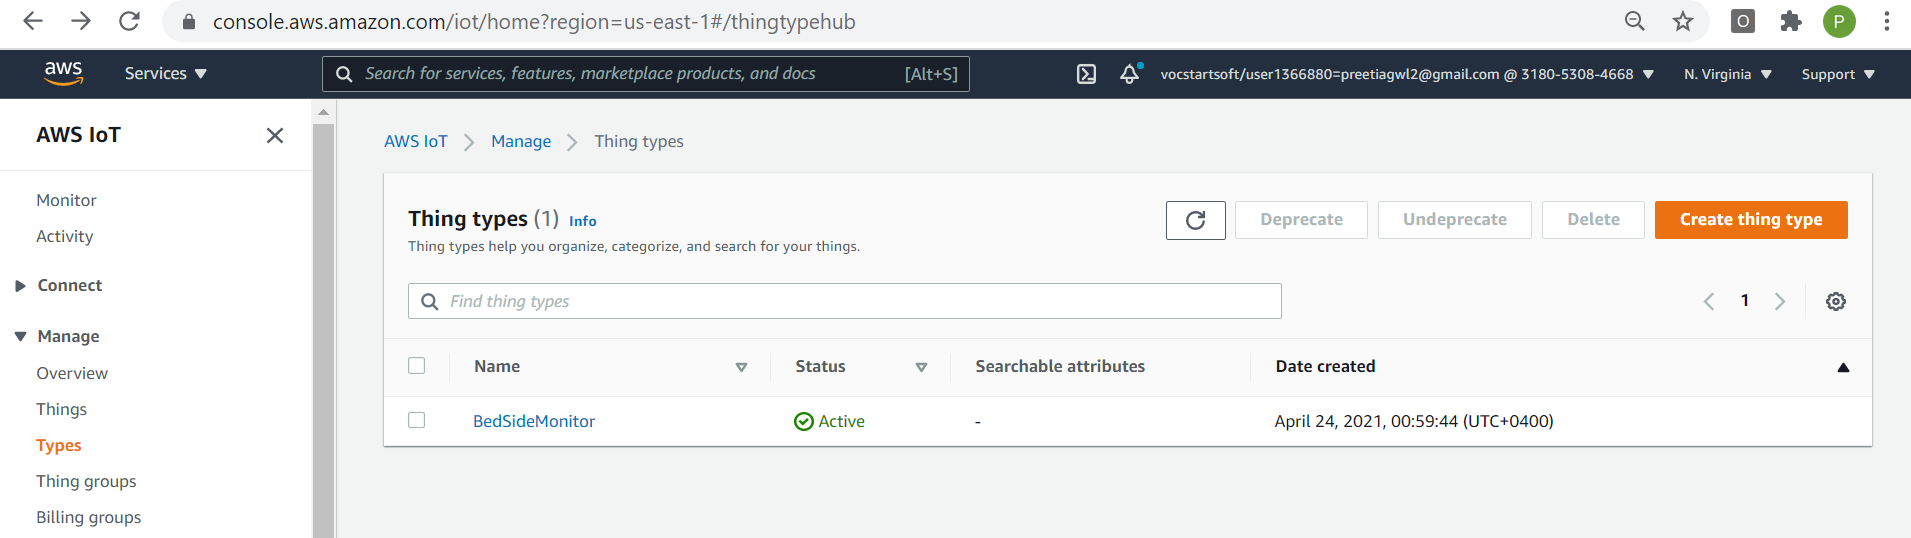 console.aws.amazon.com/iot/home?region=us-east-1#/thingtypehub
O
P
aws
Services
Search for services, features, marketplace products, and docs [Alt+S]
vocstartsoft/user1366880=preetiagwl2@gmail.com @ 3180-5308-4668
N. Virginia
Support
AWS IoT
Monitor
Activity
Connect
Manage
Overview
Things
Types
Thing groups
Billing groups
AWS IoT Manage Thing types
Thing types (1) Info
Thing types help you organize, categorize, and search for your things.
Deprecate Undeprecate Delete Create thing type
Find thing types
1
Name Status Searchable attributes Date created
BedSideMonitor Active - April 24, 2021, 00:59:44 (UTC+0400)